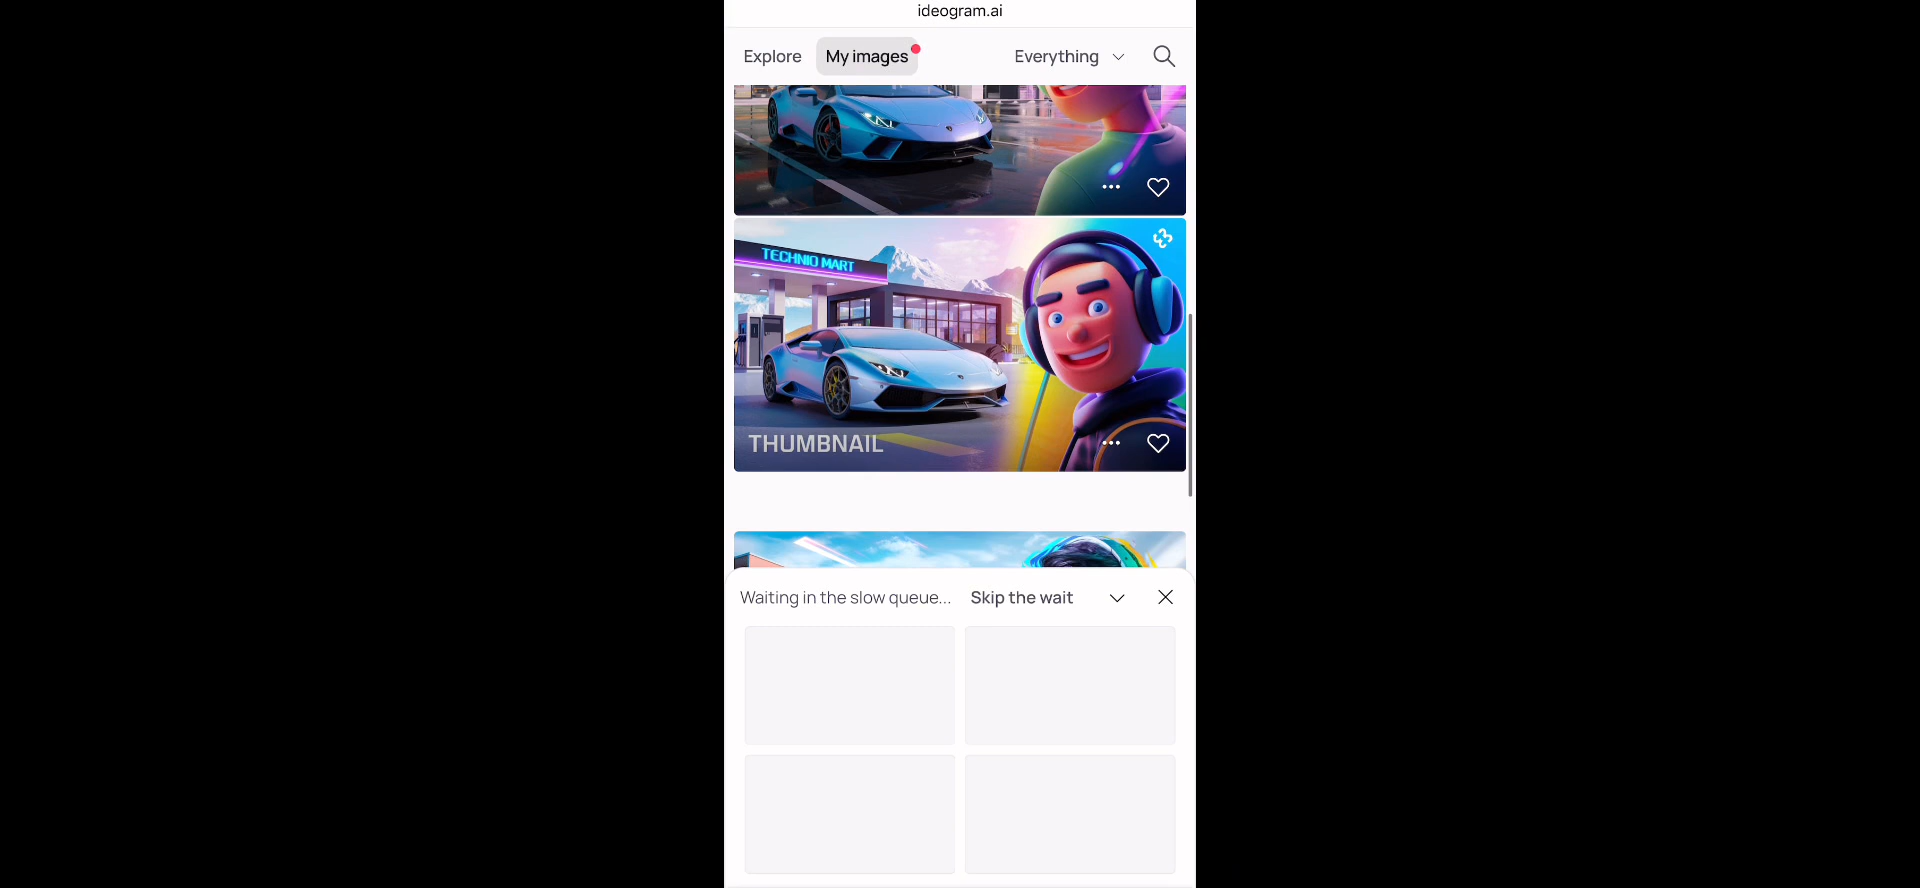 ideogram.ai
Explore
My images
Everything
TECHNIO MART
THUMBNAIL
Waiting in the slow queue...
Skip the wait